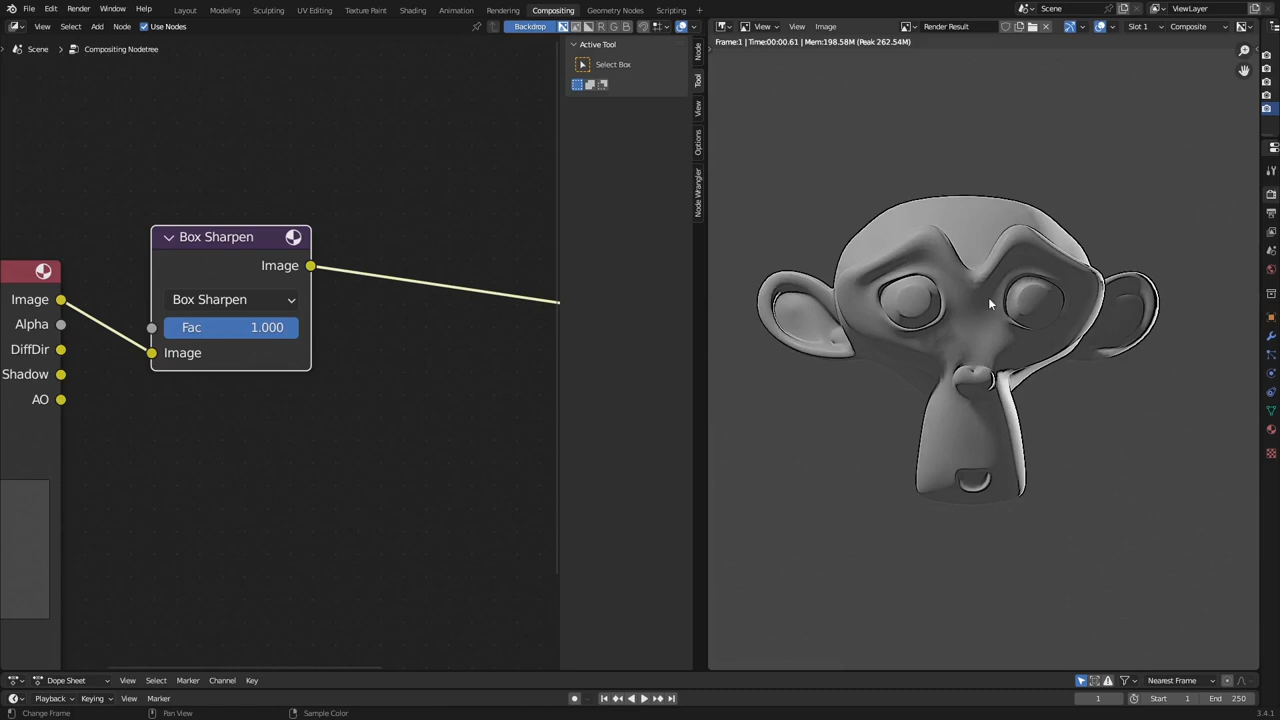 File Edit Render Window Help Layout Modeling Sculpting UV Editing Texture Paint Shading Animation Rendering Compositing Geometry Nodes Scripting Scene ViewLayer
View Select Add Node Use Nodes Backdrop R G B View View Image Render Result Slot 1 Composite
Scene > Compositing Nodetree
Active Tool
Select Box
Frame:1 | Time:00:00.61 | Mem:198.58M (Peak 262.54M)
Node
Tool
View
Options
Node Wrangler
Box Sharpen
Image
Box Sharpen
Fac 1.000
Image
Image
Alpha
DiffDir
Shadow
AO
Dope Sheet View Select Marker Channel Key Nearest Frame
Playback Keying View Marker 1 Start 1 End 250
Change Frame Pan View Sample Color 3.4.1